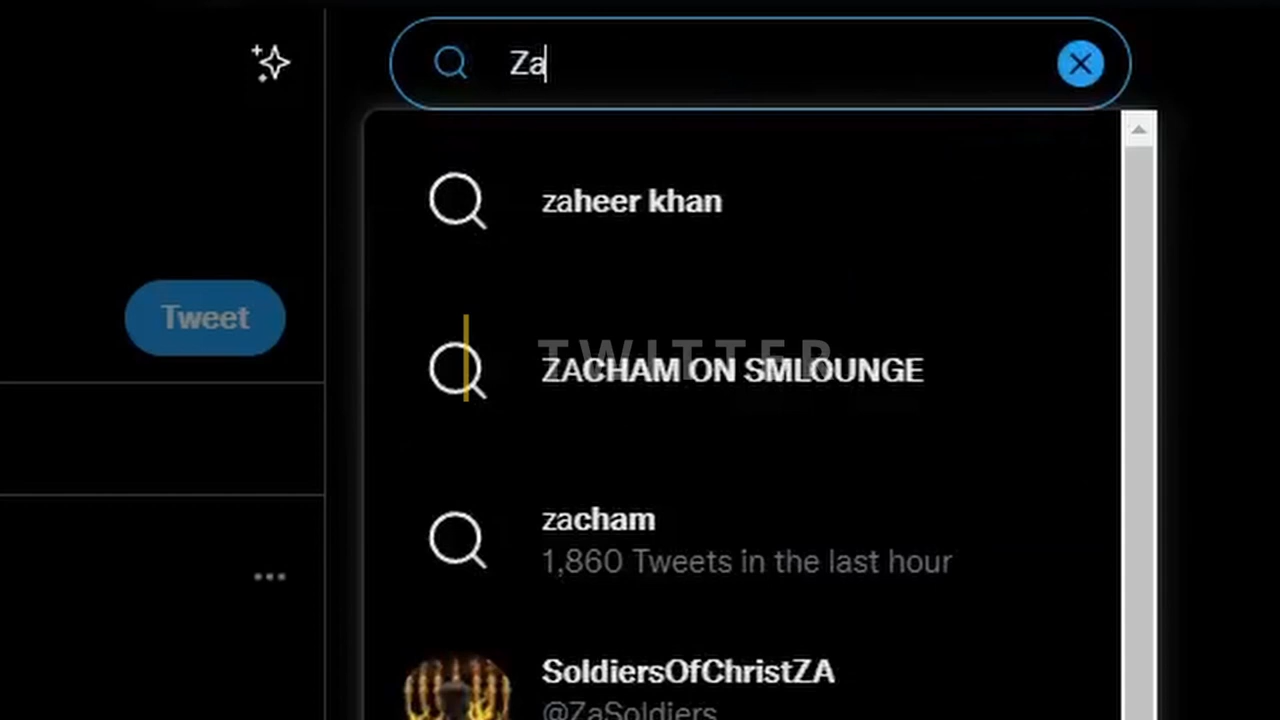 Za
zaheer khan
Tweet
TWITTER
ZACHAM ON SMLOUNGE
zacham
1,860 Tweets in the last hour
SoldiersOfChristZA
@ZaSoldiers